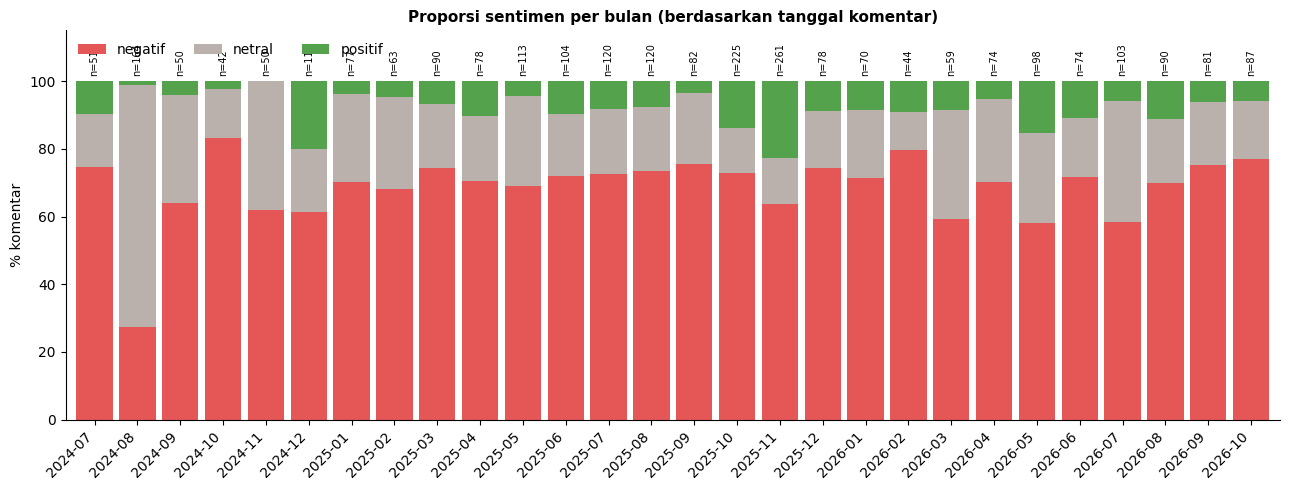 Proporsi sentimen per bulan (berdasarkan tanggal komentar)
negatif netral positif
n=51 n=50 n=42 n=50 n=63 n=90 n=78 n=113 n=104 n=120 n=120 n=82 n=225 n=261 n=78 n=70 n=44 n=59 n=74 n=98 n=74 n=103 n=90 n=81 n=87
% komentar
100
80
60
40
20
0
2024-07 2024-08 2024-09 2024-10 2024-11 2024-12 2025-01 2025-02 2025-03 2025-04 2025-05 2025-06 2025-07 2025-08 2025-09 2025-10 2025-11 2025-12 2026-01 2026-02 2026-03 2026-04 2026-05 2026-06 2026-07 2026-08 2026-09 2026-10